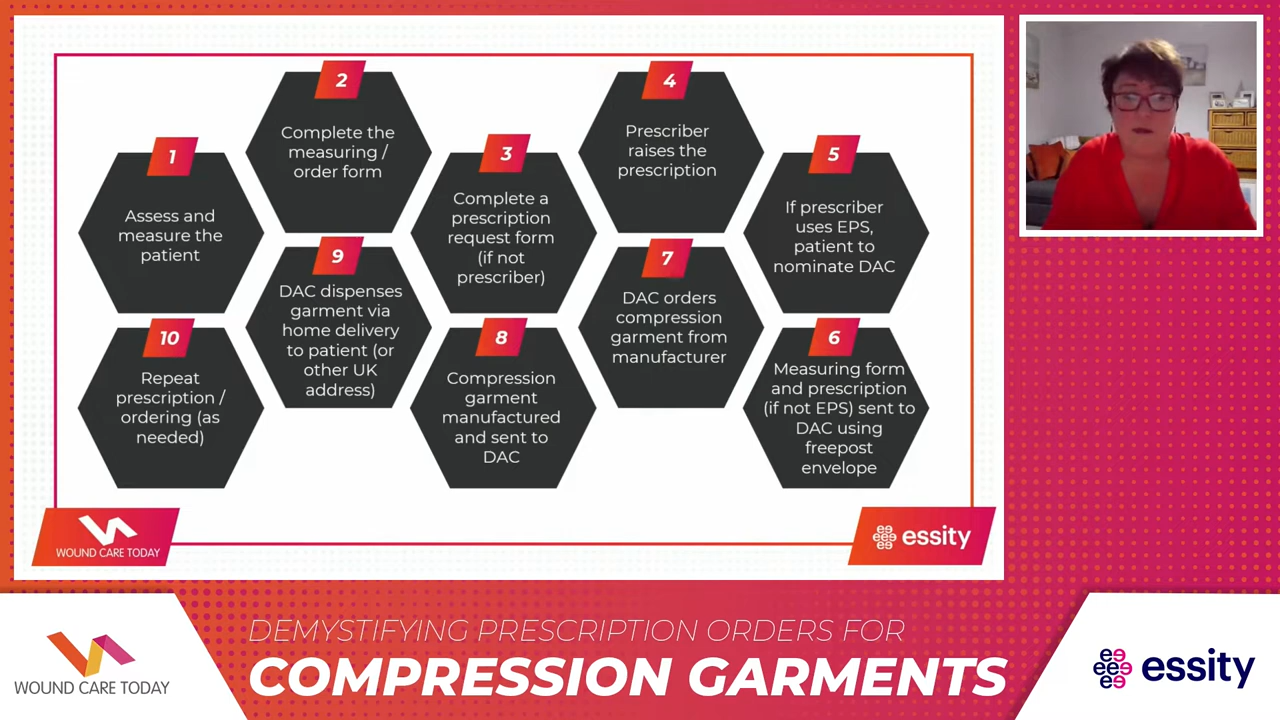 1
Assess and
measure the
patient
2
Complete the
measuring /
order form
3
Complete a
prescription
request form
(if not
prescriber)
4
Prescriber
raises the
prescription
5
If prescriber
uses EPS,
patient to
nominate DAC
6
Measuring form
and prescription
(if not EPS) sent to
DAC using
freepost
envelope
7
DAC orders
compression
garment from
manufacturer
8
Compression
garment
manufactured
and sent to
DAC
9
DAC dispenses
garment via
home delivery
to patient (or
other UK
address)
10
Repeat
prescription /
ordering (as
needed)
WOUND CARE TODAY
essity
WOUND CARE TODAY
DEMYSTIFYING PRESCRIPTION ORDERS FOR
COMPRESSION GARMENTS
essity